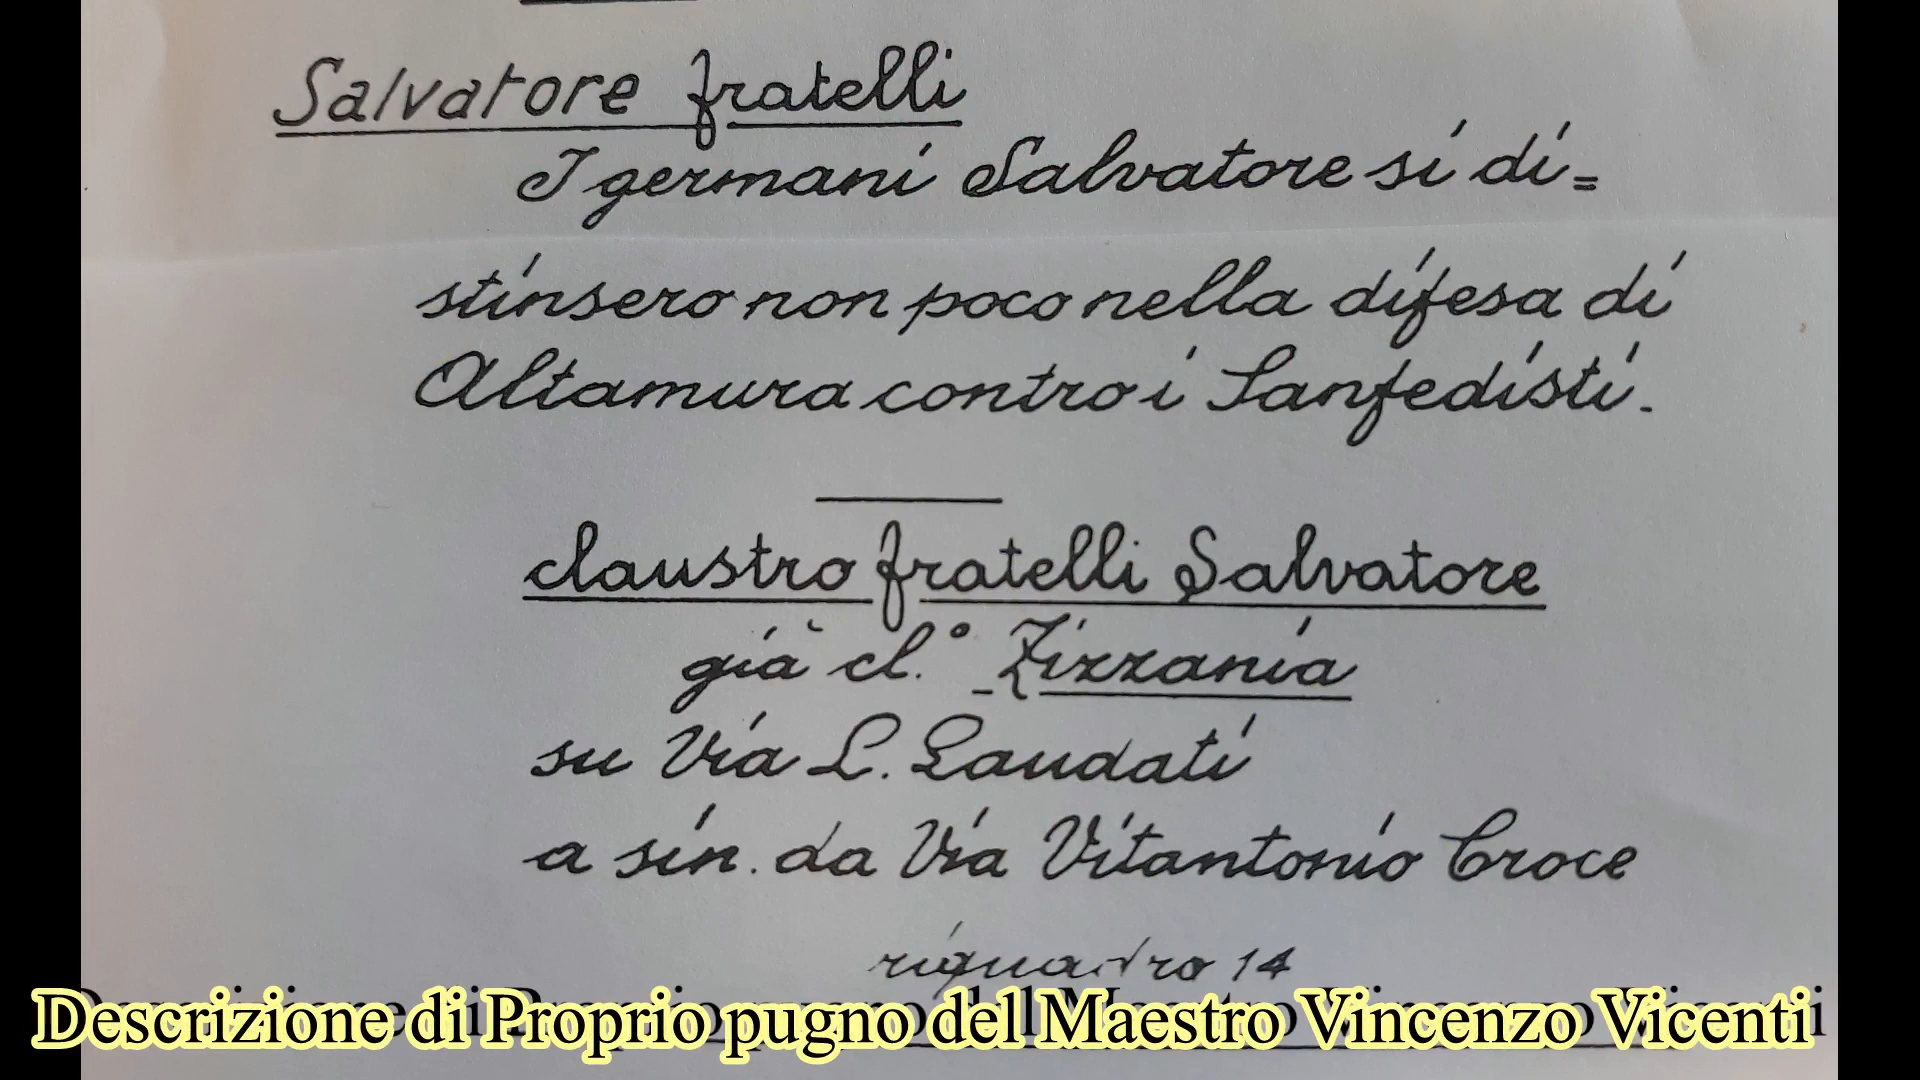 Salvatore fratelli
I germani Salvatore si di=
stinsero non poco nella difesa di
Altamura contro i Sanfedisti.
claustro fratelli Salvatore
già cl.° Zizzania
su Via L. Laudati
a sin. da Via Vitantonio Croce
riquadro 14
Descrizione di Proprio pugno del Maestro Vincenzo Vicenti